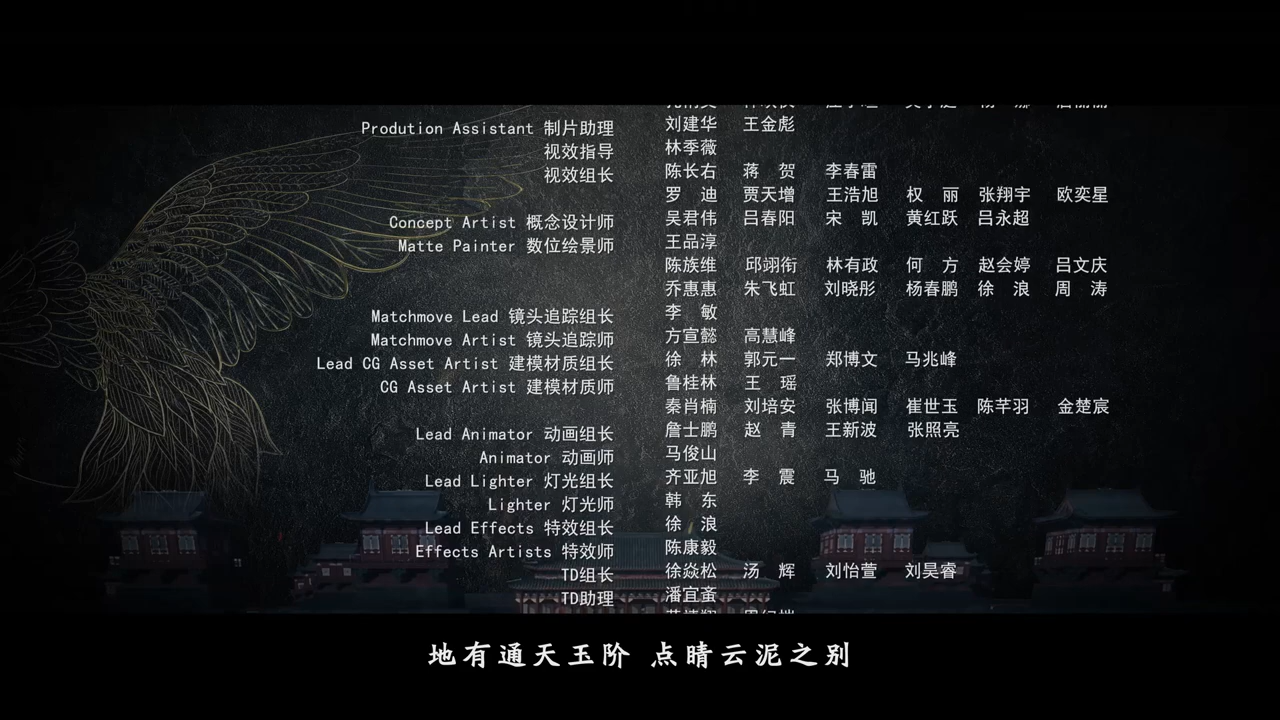 Prodution Assistant 制片助理 刘建华 王金彪
视效指导 林季薇
视效组长 陈长右 蒋 贺 李春雷
罗 迪 贾天增 王浩旭 权 丽 张翔宇 欧奕星
Concept Artist 概念设计师 吴君伟 吕春阳 宋 凯 黄红跃 吕永超
Matte Painter 数位绘景师 王品淳
陈族维 邱翊衔 林有政 何 方 赵会婷 吕文庆
乔惠惠 朱飞虹 刘晓彤 杨春鹏 徐 浪 周 涛
Matchmove Lead 镜头追踪组长 李 敏
Matchmove Artist 镜头追踪师 方宣懿 高慧峰
Lead CG Asset Artist 建模材质组长 徐 林 郭元一 郑博文 马兆峰
CG Asset Artist 建模材质师 鲁桂林 王 瑶
秦肖楠 刘培安 张博闻 崔世玉 陈芊羽 金楚宸
Lead Animator 动画组长 詹士鹏 赵 青 王新波 张照亮
Animator 动画师 马俊山
Lead Lighter 灯光组长 齐亚旭 李 震 马 驰
Lighter 灯光师 韩 东
Lead Effects 特效组长 徐 浪
Effects Artists 特效师 陈康毅
TD组长 徐焱松 汤 辉 刘怡萱 刘昊睿
TD助理
地有通天玉阶 点睛云泥之别